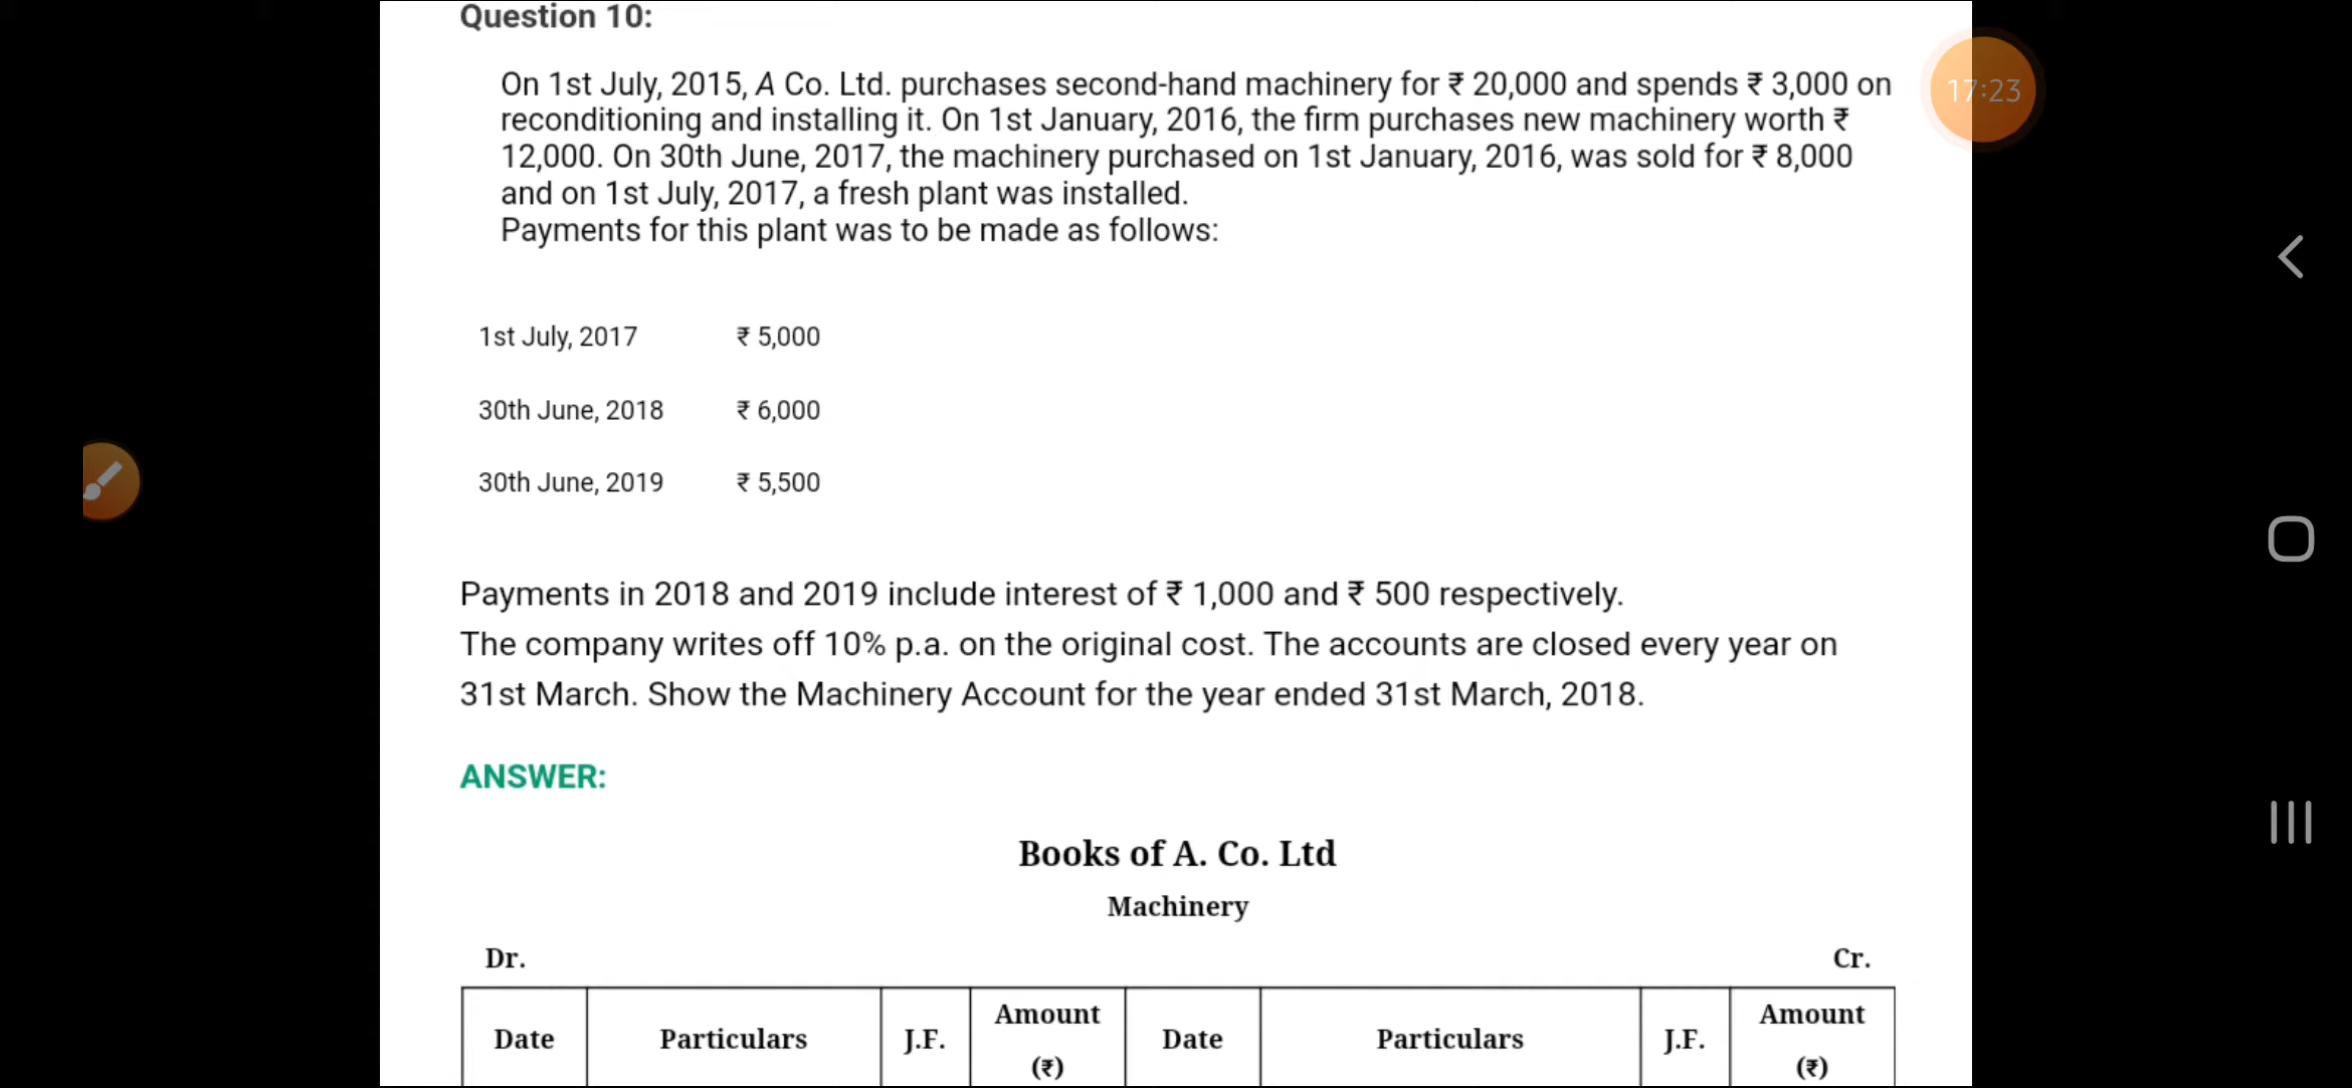 Question 10:
On 1st July, 2015, A Co. Ltd. purchases second-hand machinery for ₹ 20,000 and spends ₹ 3,000 on
reconditioning and installing it. On 1st January, 2016, the firm purchases new machinery worth ₹
12,000. On 30th June, 2017, the machinery purchased on 1st January, 2016, was sold for ₹ 8,000
and on 1st July, 2017, a fresh plant was installed.
Payments for this plant was to be made as follows:
1st July, 2017 ₹ 5,000
30th June, 2018 ₹ 6,000
30th June, 2019 ₹ 5,500
Payments in 2018 and 2019 include interest of ₹ 1,000 and ₹ 500 respectively.
The company writes off 10% p.a. on the original cost. The accounts are closed every year on
31st March. Show the Machinery Account for the year ended 31st March, 2018.
ANSWER:
Books of A. Co. Ltd
Machinery
Dr. Cr.
Date Particulars J.F. Amount (₹) Date Particulars J.F. Amount (₹)
17:23